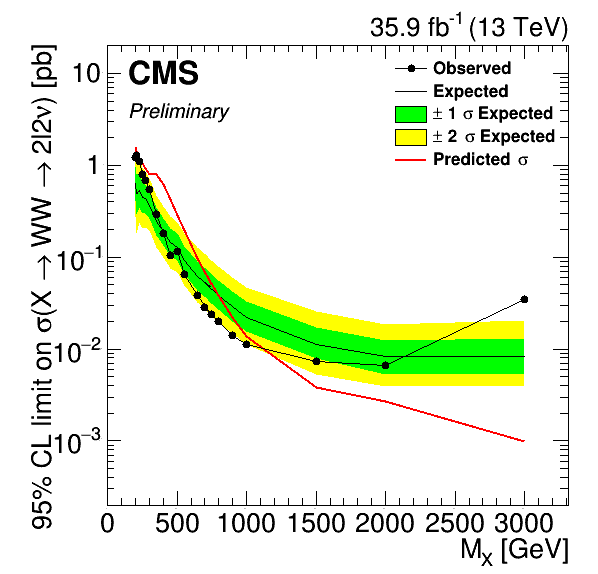 35.9 fb⁻¹ (13 TeV)
CMS
Preliminary
Observed
Expected
± 1 σ Expected
± 2 σ Expected
Predicted σ
95% CL limit on σ(X → WW → 2l2ν) [pb]
10
1
10⁻¹
10⁻²
10⁻³
0 500 1000 1500 2000 2500 3000
M_X [GeV]